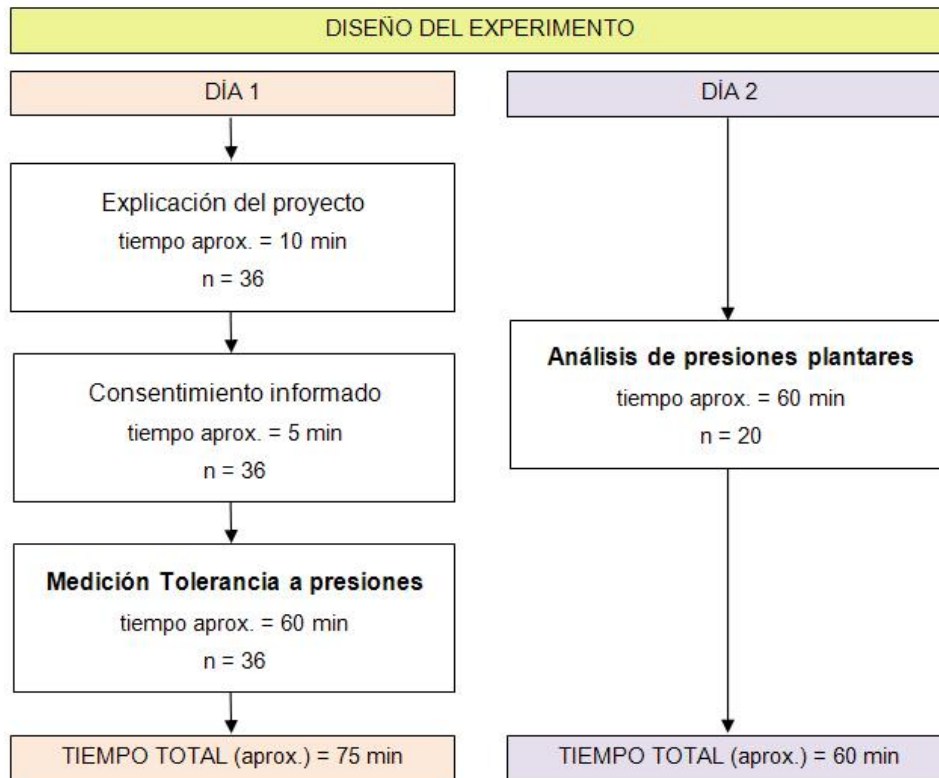 DISEÑO DEL EXPERIMENTO
DÍA 1
Explicación del proyecto
tiempo aprox. = 10 min
n = 36
Consentimiento informado
tiempo aprox. = 5 min
n = 36
Medición Tolerancia a presiones
tiempo aprox. = 60 min
n = 36
TIEMPO TOTAL (aprox.) = 75 min
DÍA 2
Análisis de presiones plantares
tiempo aprox. = 60 min
n = 20
TIEMPO TOTAL (aprox.) = 60 min